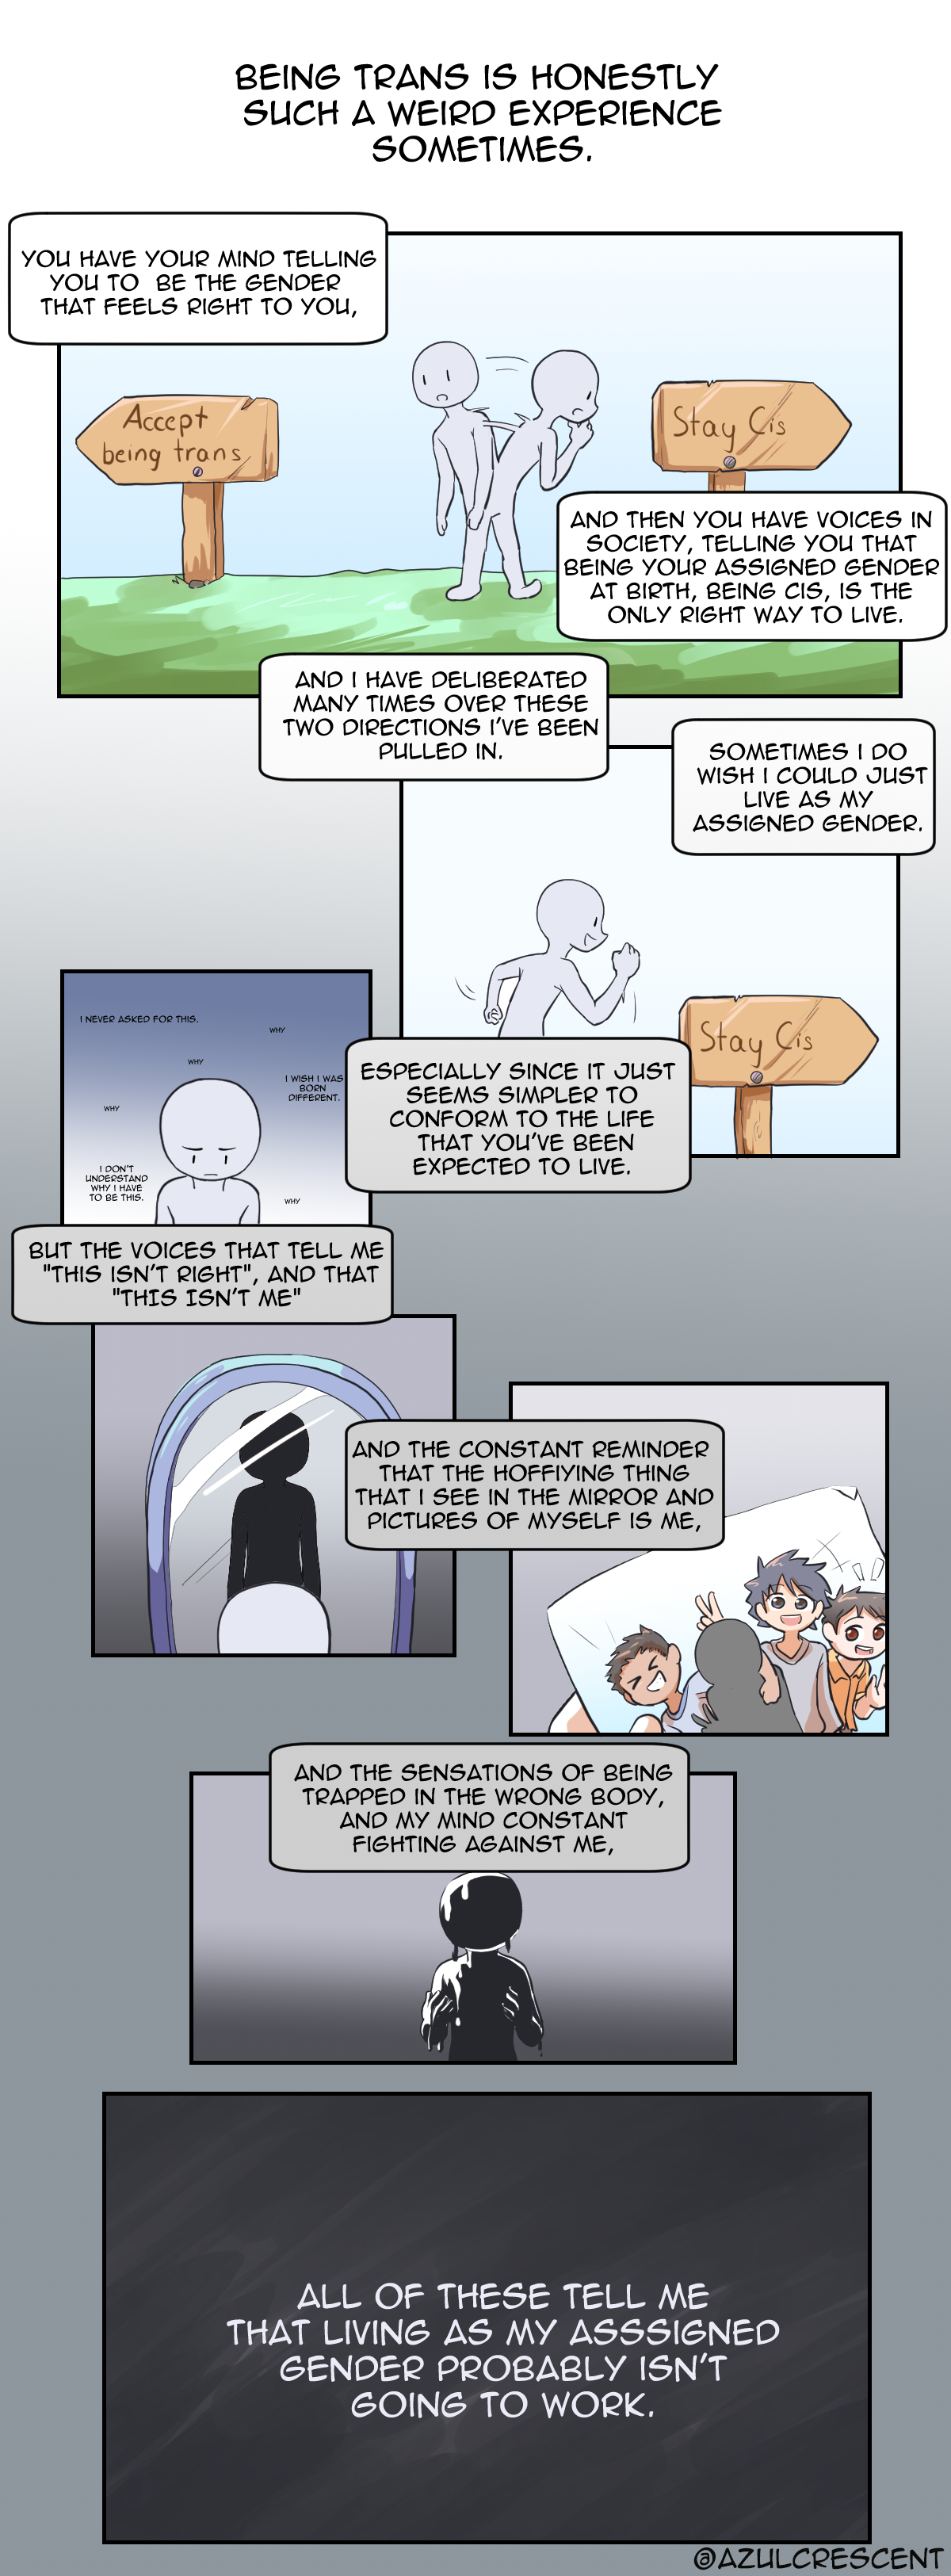 BEING TRANS IS HONESTLY
SUCH A WEIRD EXPERIENCE
SOMETIMES.
YOU HAVE YOUR MIND TELLING
YOU TO BE THE GENDER
THAT FEELS RIGHT TO YOU,
Accept
being trans
Stay Cis
AND THEN YOU HAVE VOICES IN
SOCIETY, TELLING YOU THAT
BEING YOUR ASSIGNED GENDER
AT BIRTH, BEING CIS, IS THE
ONLY RIGHT WAY TO LIVE.
AND I HAVE DELIBERATED
MANY TIMES OVER THESE
TWO DIRECTIONS I'VE BEEN
PULLED IN.
SOMETIMES I DO
WISH I COULD JUST
LIVE AS MY
ASSIGNED GENDER.
Stay Cis
ESPECIALLY SINCE IT JUST
SEEMS SIMPLER TO
CONFORM TO THE LIFE
THAT YOU'VE BEEN
EXPECTED TO LIVE.
I NEVER ASKED FOR THIS.
WHY
WHY
I WISH I WAS
BORN
DIFFERENT.
WHY
I DON'T
UNDERSTAND
WHY I HAVE
TO BE THIS.
WHY
BUT THE VOICES THAT TELL ME
"THIS ISN'T RIGHT", AND THAT
"THIS ISN'T ME"
AND THE CONSTANT REMINDER
THAT THE HOFFIYING THING
THAT I SEE IN THE MIRROR AND
PICTURES OF MYSELF IS ME,
AND THE SENSATIONS OF BEING
TRAPPED IN THE WRONG BODY,
AND MY MIND CONSTANT
FIGHTING AGAINST ME,
ALL OF THESE TELL ME
THAT LIVING AS MY ASSSIGNED
GENDER PROBABLY ISN'T
GOING TO WORK.
@AZULCRESCENT